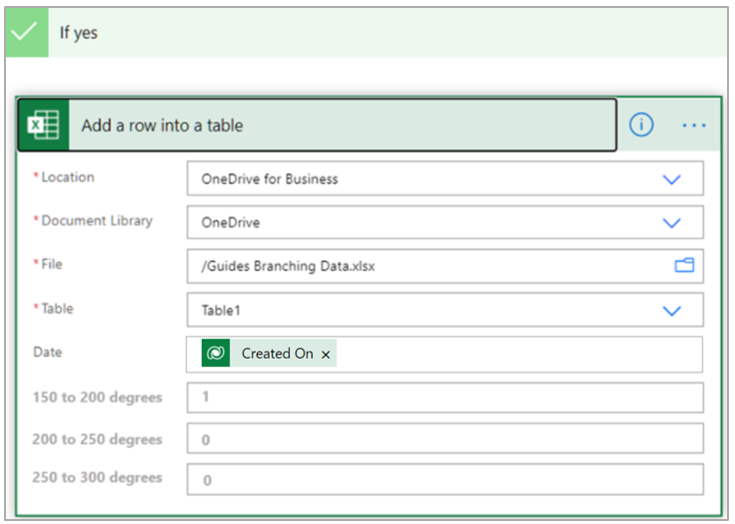 If yes
Add a row into a table
* Location OneDrive for Business
* Document Library OneDrive
* File /Guides Branching Data.xlsx
* Table Table1
Date Created On ×
150 to 200 degrees 1
200 to 250 degrees 0
250 to 300 degrees 0